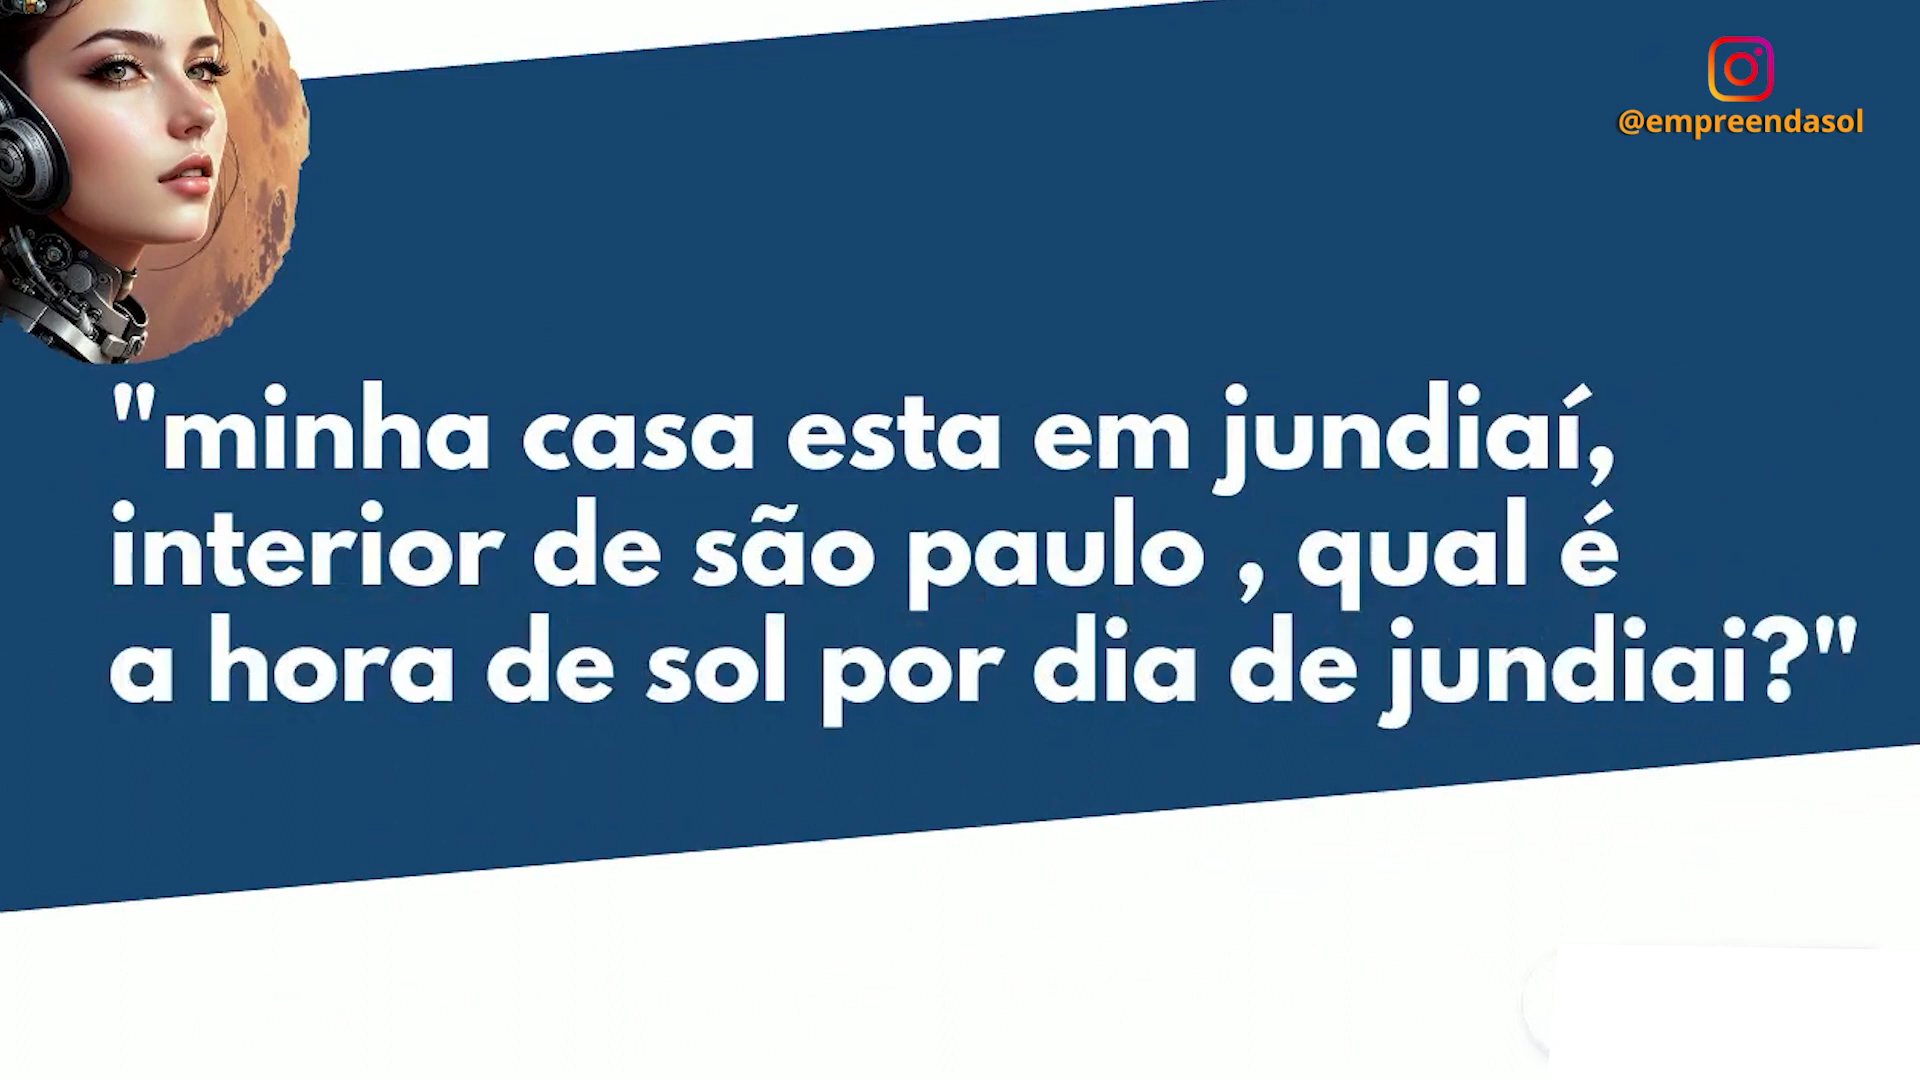 @empreendasol
"minha casa esta em jundiaí,
interior de são paulo , qual é
a hora de sol por dia de jundiai?"